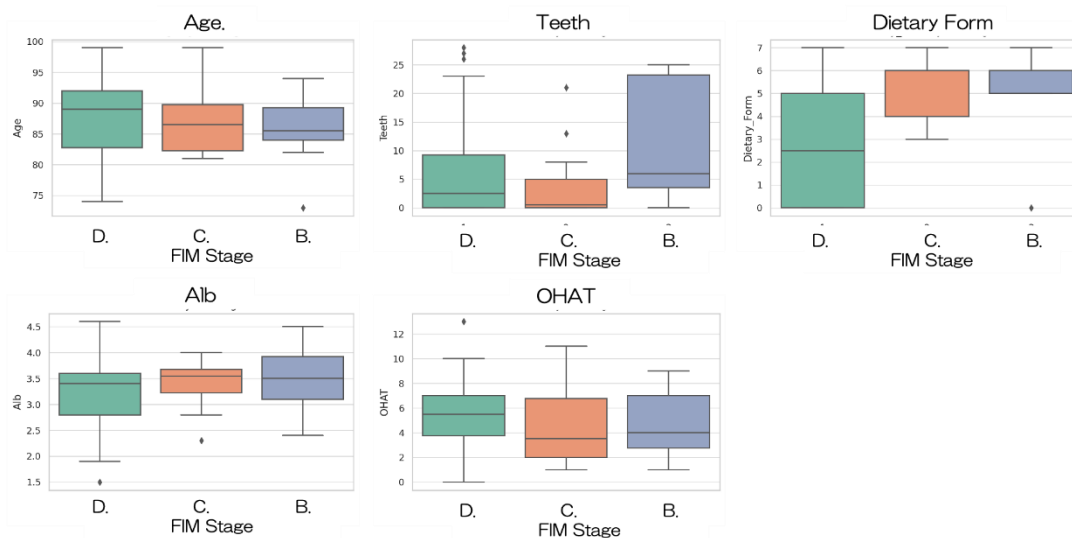 Age.
100
95
90
85
80
75
Age
D. C. B.
FIM Stage
Teeth
25
20
15
10
5
0
Teeth
D. C. B.
FIM Stage
Dietary Form
7
6
5
4
3
2
1
0
Dietary_Form
D. C. B.
FIM Stage
Alb
4.5
4.0
3.5
3.0
2.5
2.0
1.5
Alb
D. C. B.
FIM Stage
OHAT
12
10
8
6
4
2
0
OHAT
D. C. B.
FIM Stage